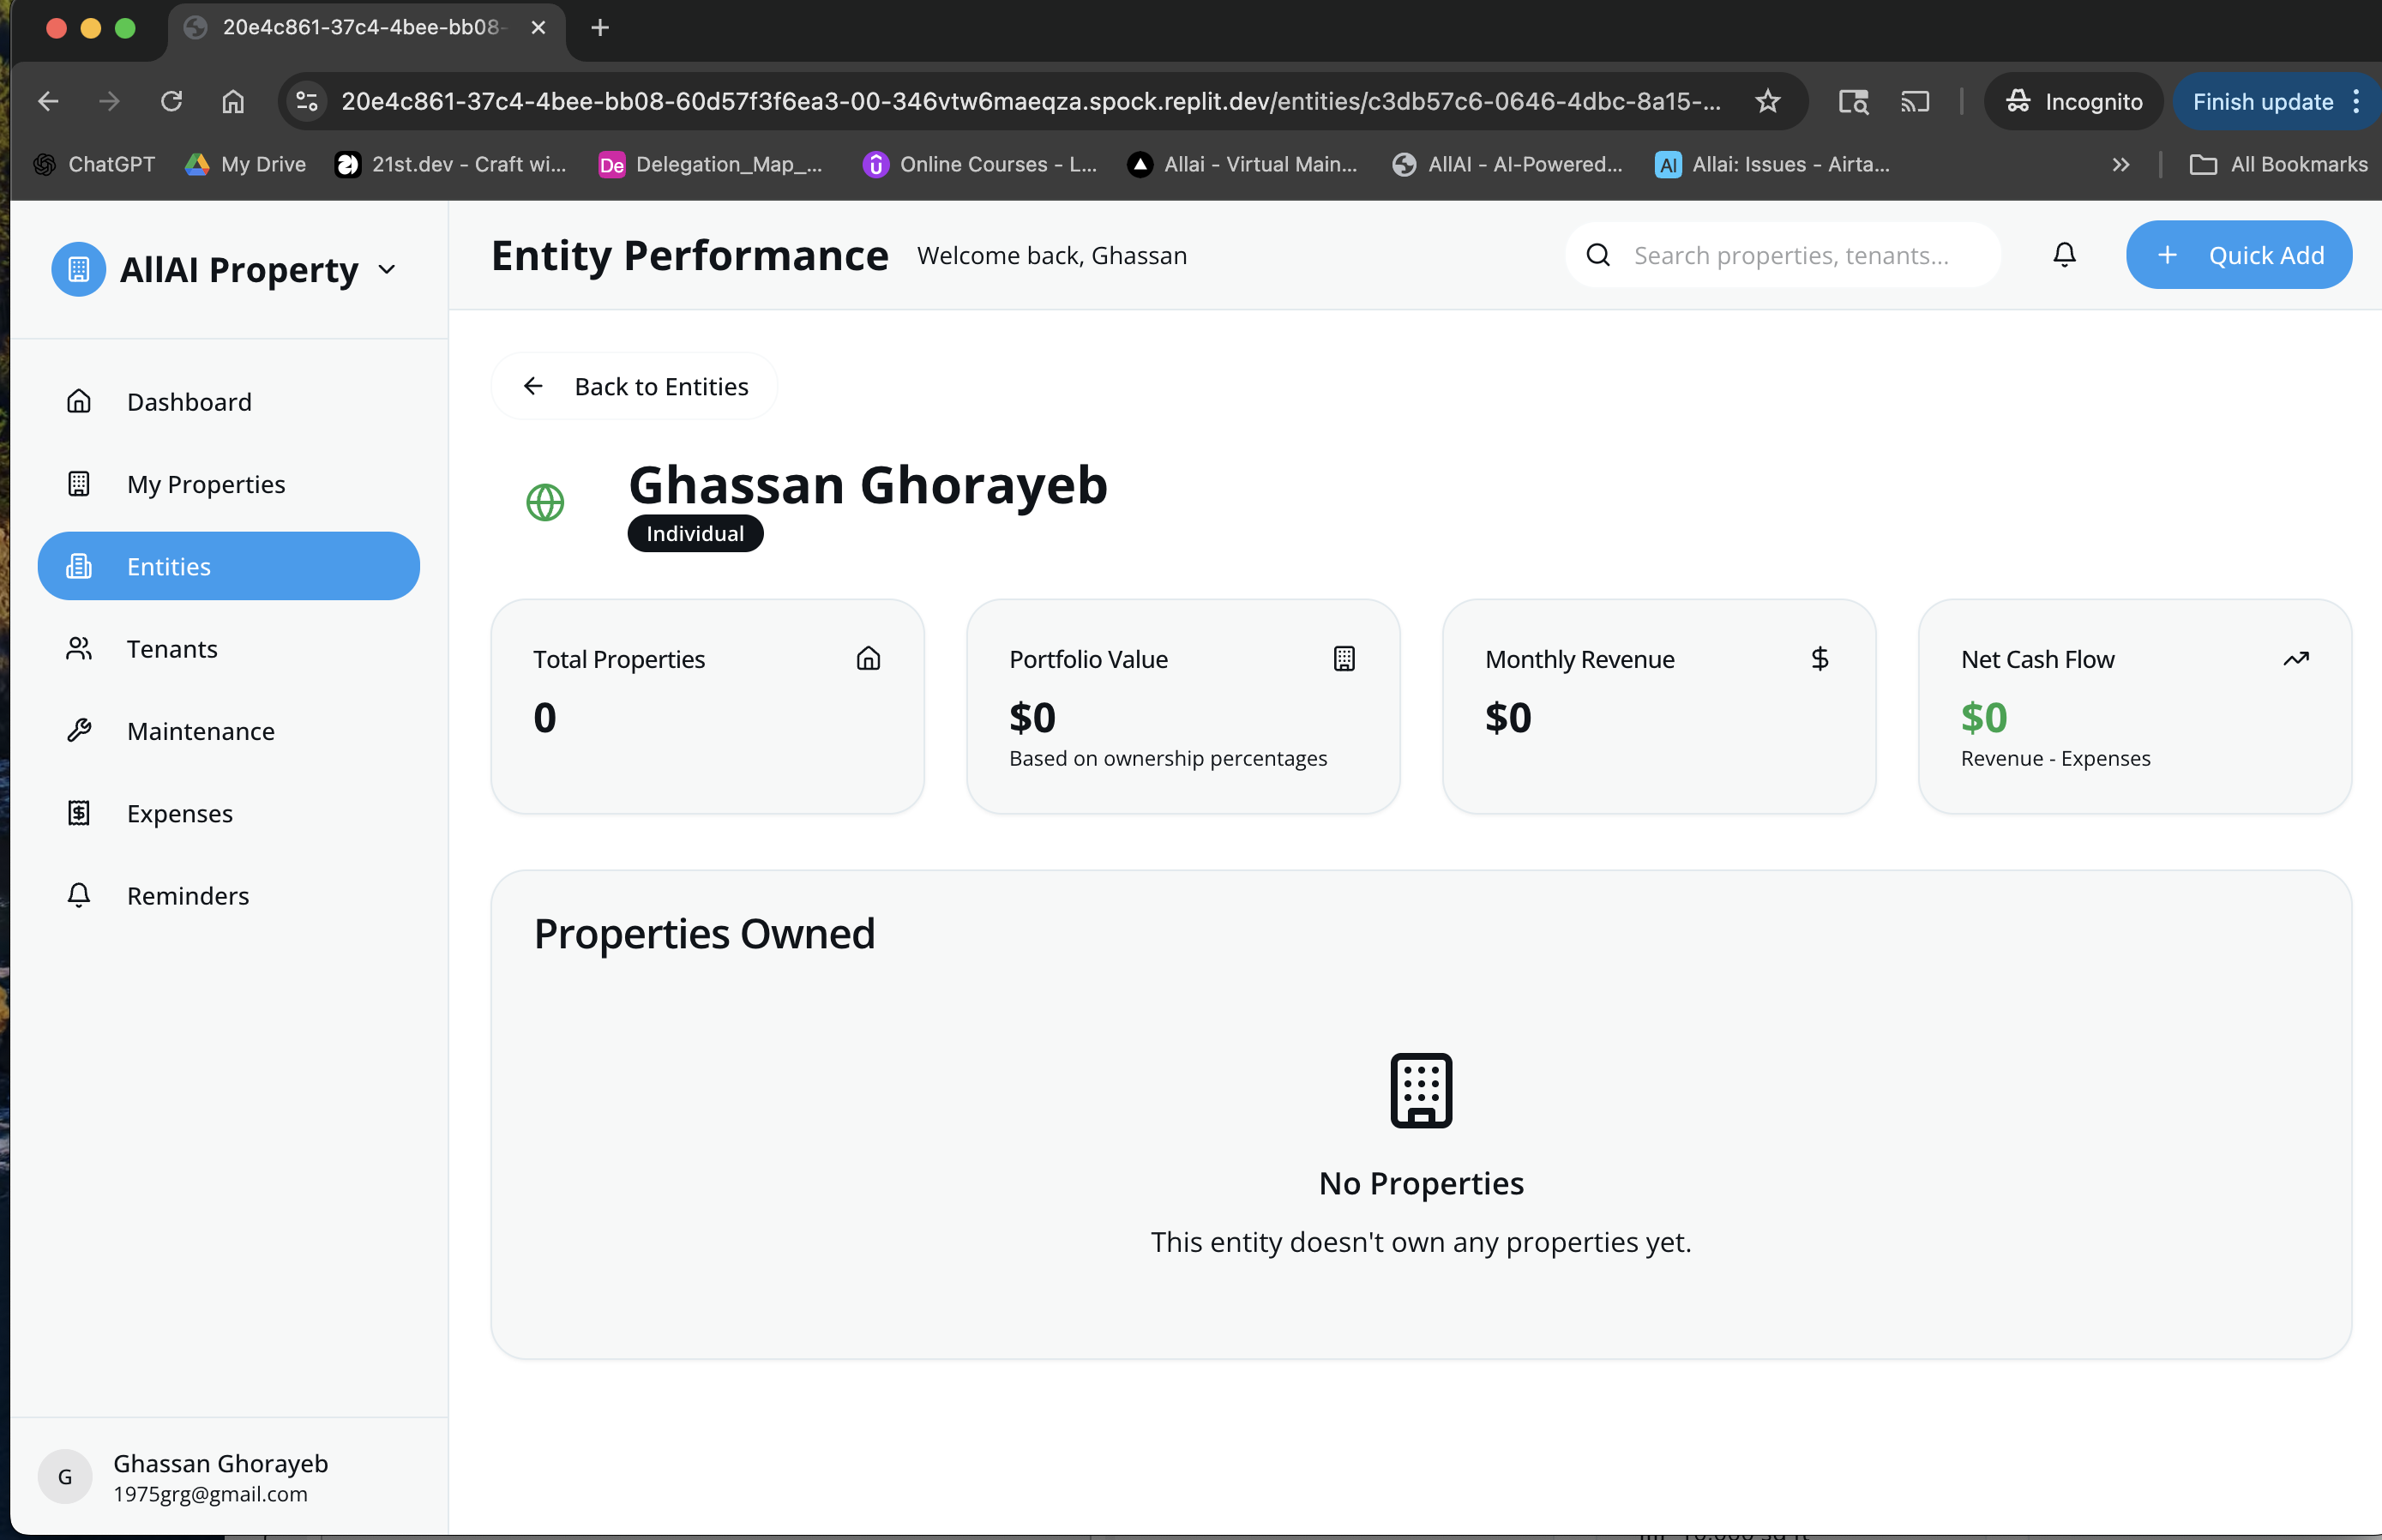 20e4c861-37c4-4bee-bb08-
20e4c861-37c4-4bee-bb08-60d57f3f6ea3-00-346vtw6maeqza.spock.replit.dev/entities/c3db57c6-0646-4dbc-8a15-...
Incognito
Finish update
ChatGPT
My Drive
21st.dev - Craft wi...
De
Delegation_Map_...
Online Courses - L...
Allai - Virtual Main...
AllAI - AI-Powered...
AI
Allai: Issues - Airta...
All Bookmarks
AllAI Property
Entity Performance
Welcome back, Ghassan
Search properties, tenants...
Quick Add
Dashboard
My Properties
Entities
Tenants
Maintenance
Expenses
Reminders
Back to Entities
Ghassan Ghorayeb
Individual
Total Properties
0
Portfolio Value
$0
Based on ownership percentages
Monthly Revenue
$
$0
Net Cash Flow
$0
Revenue - Expenses
Properties Owned
No Properties
This entity doesn't own any properties yet.
G
Ghassan Ghorayeb
1975grg@gmail.com